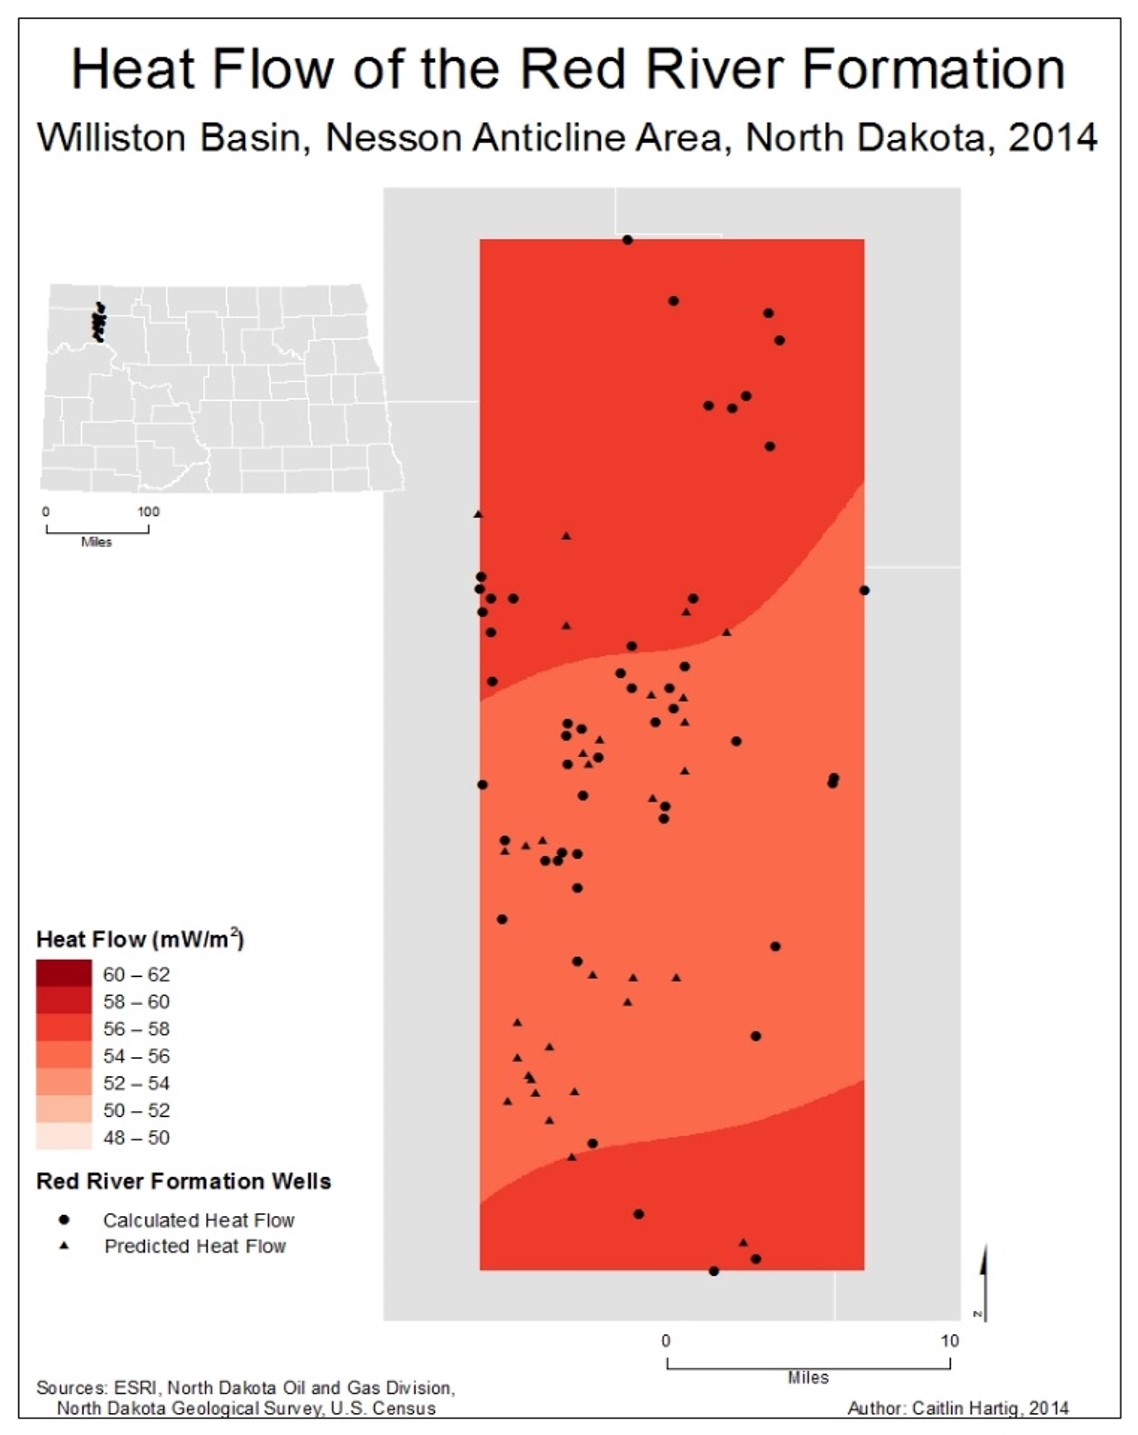 Heat Flow of the Red River Formation
Williston Basin, Nesson Anticline Area, North Dakota, 2014
0 100
Miles
Heat Flow (mW/m²)
60 – 62
58 – 60
56 – 58
54 – 56
52 – 54
50 – 52
48 – 50
Red River Formation Wells
Calculated Heat Flow
Predicted Heat Flow
N
0 10
Miles
Sources: ESRI, North Dakota Oil and Gas Division,
North Dakota Geological Survey, U.S. Census
Author: Caitlin Hartig, 2014